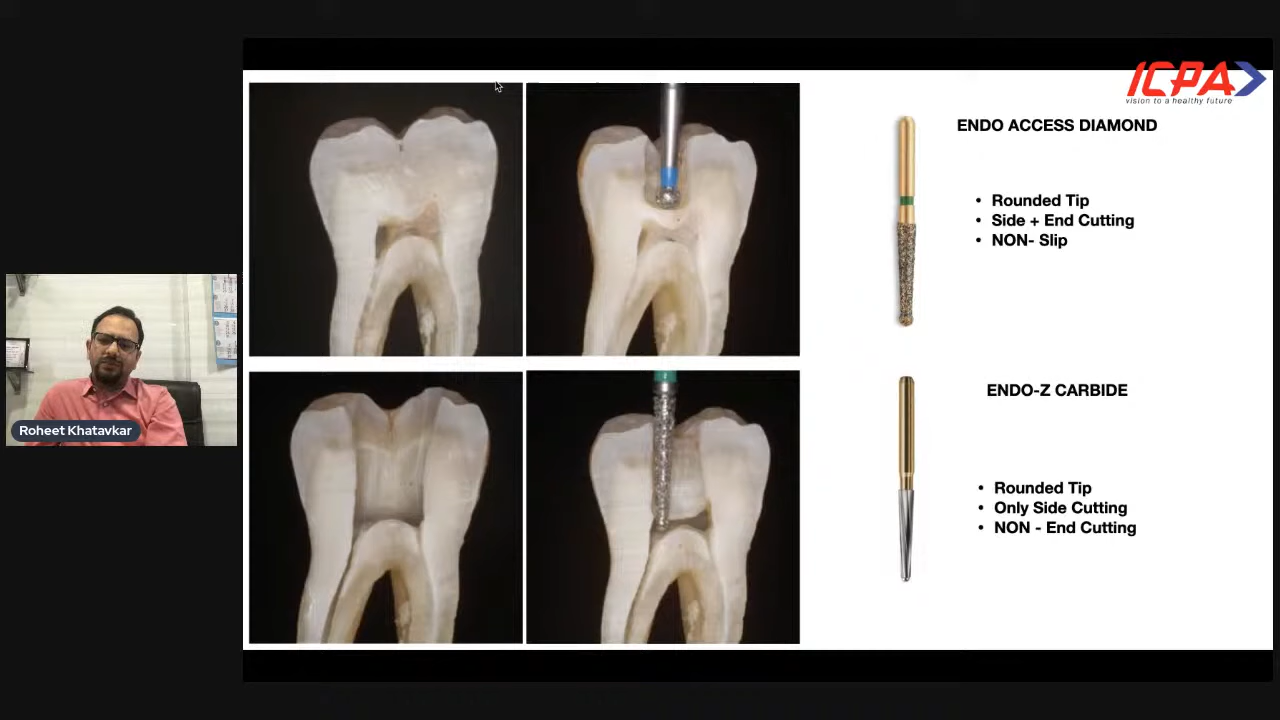 ICPA
vision to a healthy future
ENDO ACCESS DIAMOND
• Rounded Tip
• Side + End Cutting
• NON- Slip
Roheet Khatavkar
ENDO-Z CARBIDE
• Rounded Tip
• Only Side Cutting
• NON - End Cutting